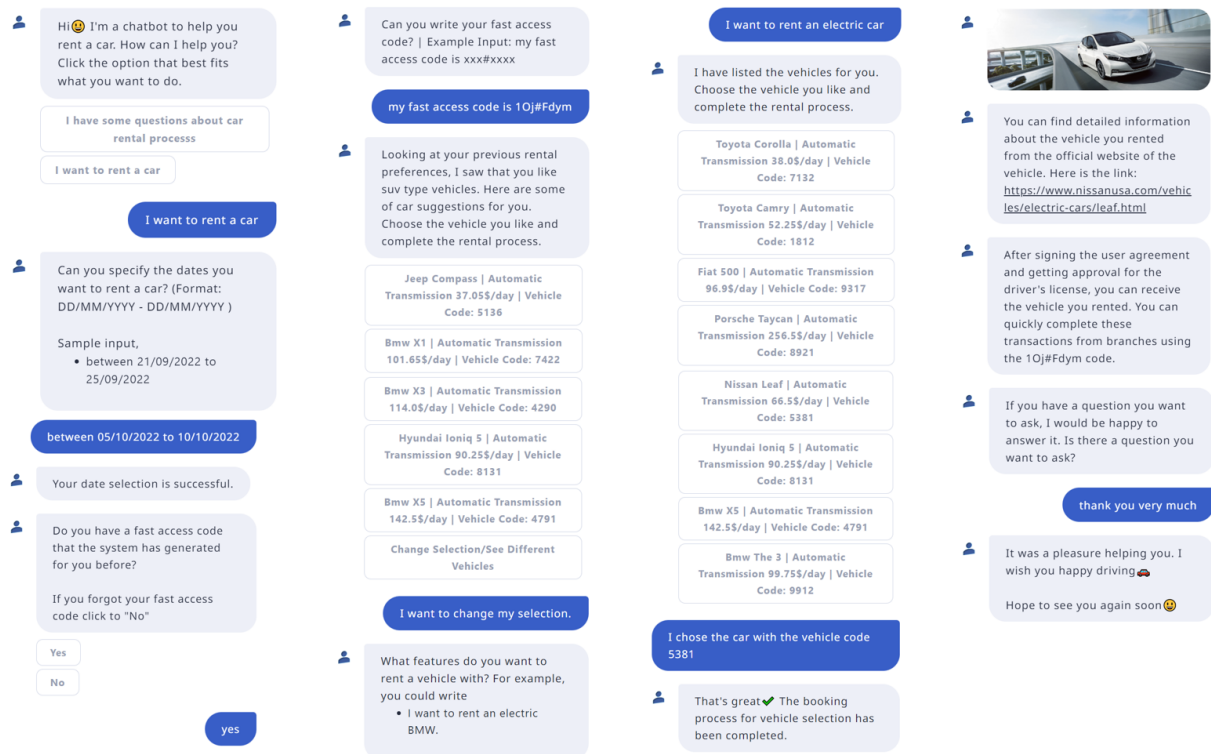 Hi😃 I'm a chatbot to help you
rent a car. How can I help you?
Click the option that best fits
what you want to do.
I have some questions about car
rental processs
I want to rent a car
I want to rent a car
Can you specify the dates you
want to rent a car? (Format:
DD/MM/YYYY - DD/MM/YYYY )
Sample input,
• between 21/09/2022 to
25/09/2022
between 05/10/2022 to 10/10/2022
Your date selection is successful.
Do you have a fast access code
that the system has generated
for you before?
If you forgot your fast access
code click to "No"
Yes
No
yes
Can you write your fast access
code? | Example Input: my fast
access code is xxx#xxxx
my fast access code is 1Oj#Fdym
Looking at your previous rental
preferences, I saw that you like
suv type vehicles. Here are some
of car suggestions for you.
Choose the vehicle you like and
complete the rental process.
Jeep Compass | Automatic
Transmission 37.05$/day | Vehicle
Code: 5136
Bmw X1 | Automatic Transmission
101.65$/day | Vehicle Code: 7422
Bmw X3 | Automatic Transmission
114.0$/day | Vehicle Code: 4290
Hyundai Ioniq 5 | Automatic
Transmission 90.25$/day | Vehicle
Code: 8131
Bmw X5 | Automatic Transmission
142.5$/day | Vehicle Code: 4791
Change Selection/See Different
Vehicles
I want to change my selection.
What features do you want to
rent a vehicle with? For example,
you could write
• I want to rent an electric
BMW.
I want to rent an electric car
I have listed the vehicles for you.
Choose the vehicle you like and
complete the rental process.
Toyota Corolla | Automatic
Transmission 38.0$/day | Vehicle
Code: 7132
Toyota Camry | Automatic
Transmission 52.25$/day | Vehicle
Code: 1812
Fiat 500 | Automatic Transmission
96.9$/day | Vehicle Code: 9317
Porsche Taycan | Automatic
Transmission 256.5$/day | Vehicle
Code: 8921
Nissan Leaf | Automatic
Transmission 66.5$/day | Vehicle
Code: 5381
Hyundai Ioniq 5 | Automatic
Transmission 90.25$/day | Vehicle
Code: 8131
Bmw X5 | Automatic Transmission
142.5$/day | Vehicle Code: 4791
Bmw The 3 | Automatic
Transmission 99.75$/day | Vehicle
Code: 9912
I chose the car with the vehicle code
5381
That's great✔ The booking
process for vehicle selection has
been completed.
You can find detailed information
about the vehicle you rented
from the official website of the
vehicle. Here is the link:
https://www.nissanusa.com/vehic
les/electric-cars/leaf.html
After signing the user agreement
and getting approval for the
driver's license, you can receive
the vehicle you rented. You can
quickly complete these
transactions from branches using
the 1Oj#Fdym code.
If you have a question you want
to ask, I would be happy to
answer it. Is there a question you
want to ask?
thank you very much
It was a pleasure helping you. I
wish you happy driving🚗
Hope to see you again soon😃